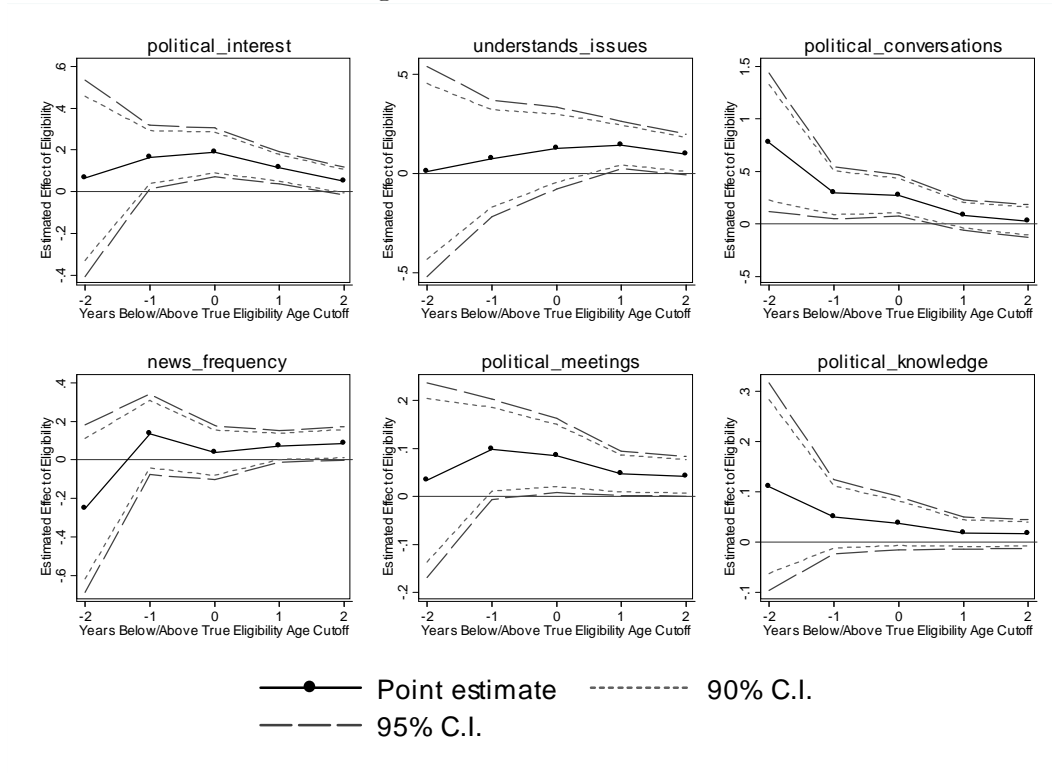 political_interest
Estimated Effect of Eligibility
.6
.4
.2
0
-.2
-.4
-2 -1 0 1 2
Years Below/Above True Eligibility Age Cutoff
understands_issues
Estimated Effect of Eligibility
.5
0
-.5
-2 -1 0 1 2
Years Below/Above True Eligibility Age Cutoff
political_conversations
Estimated Effect of Eligibility
1.5
1
.5
0
-.5
-2 -1 0 1 2
Years Below/Above True Eligibility Age Cutoff
news_frequency
Estimated Effect of Eligibility
.4
.2
0
-.2
-.4
-.6
-2 -1 0 1 2
Years Below/Above True Eligibility Age Cutoff
political_meetings
Estimated Effect of Eligibility
.2
.1
0
-.1
-.2
-2 -1 0 1 2
Years Below/Above True Eligibility Age Cutoff
political_knowledge
Estimated Effect of Eligibility
.3
.2
.1
0
-.1
-2 -1 0 1 2
Years Below/Above True Eligibility Age Cutoff
Point estimate 90% C.I.
95% C.I.